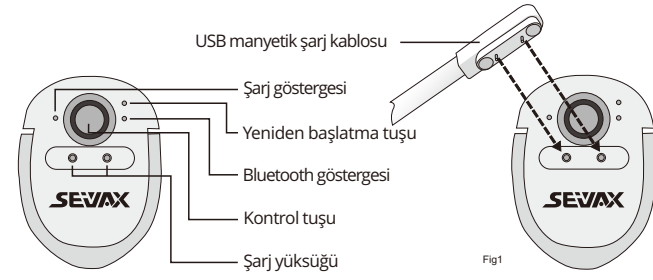 USB manyetik şarj kablosu
Şarj göstergesi
Yeniden başlatma tuşu
Bluetooth göstergesi
Kontrol tuşu
Şarj yüksüğü
SEVAX
SEVAX
Fig1